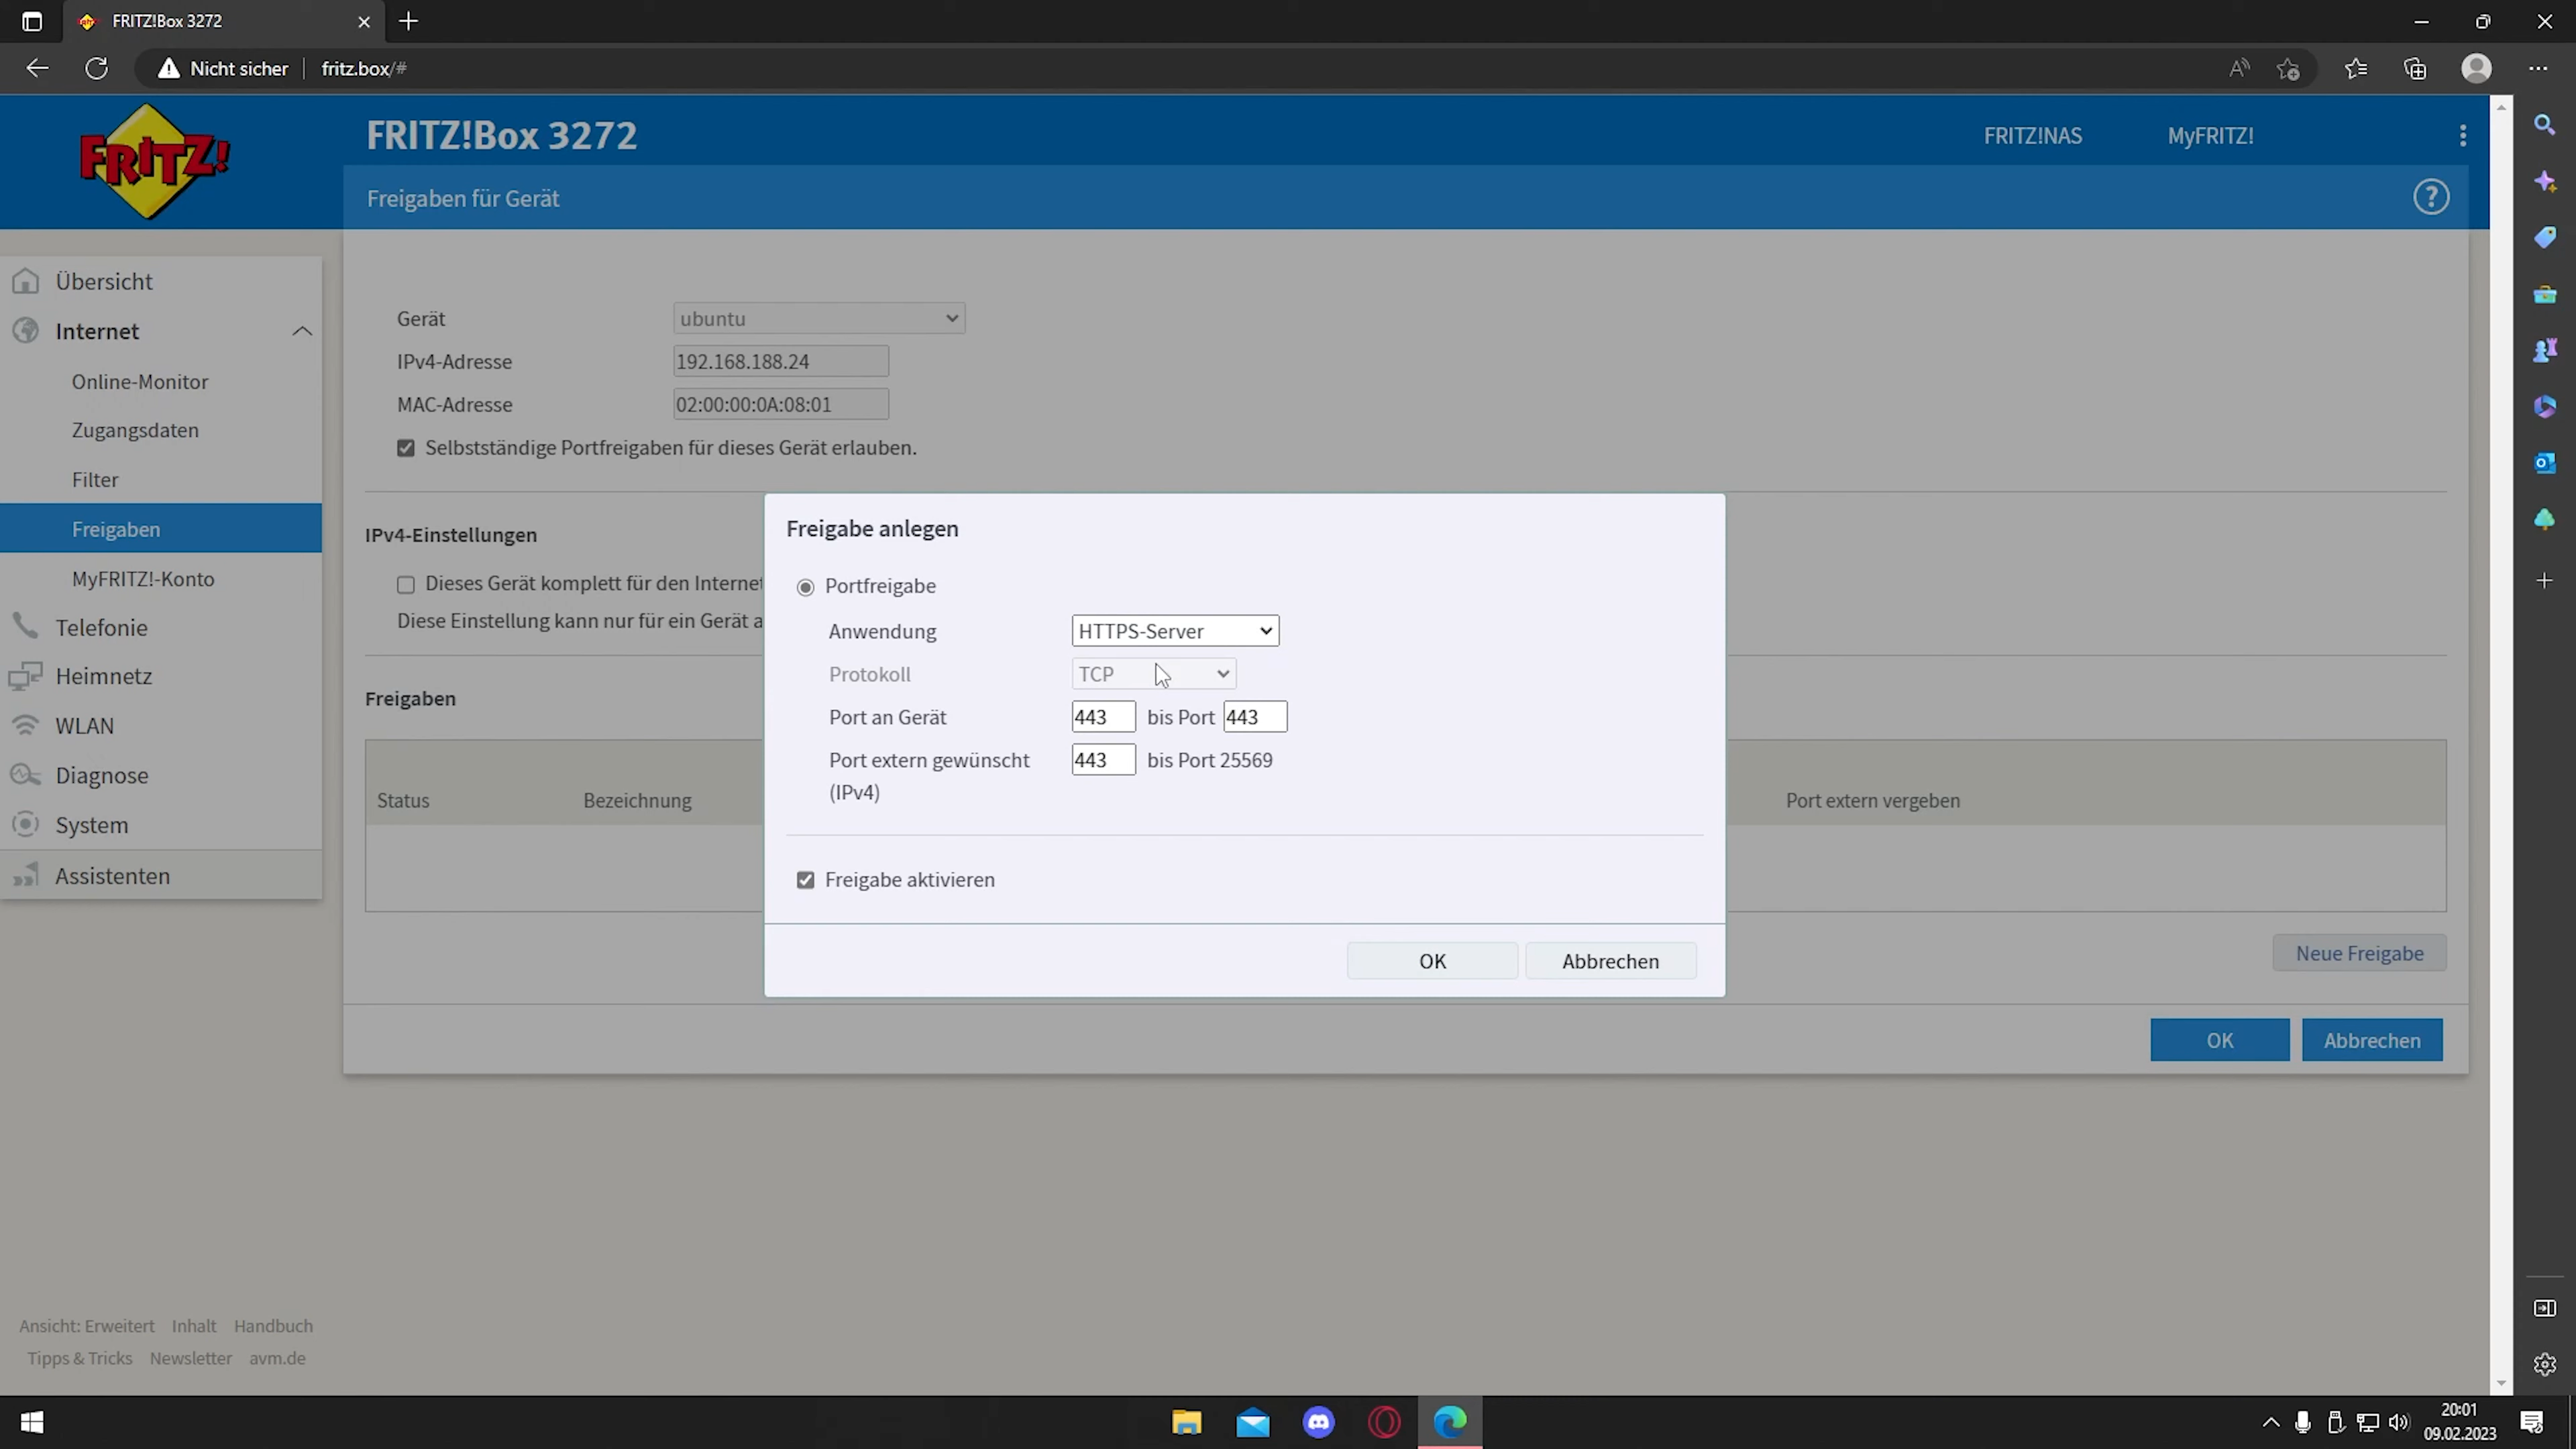 FRITZ!Box 3272
Nicht sicher
fritz.box/#
FRITZ!
FRITZ!Box 3272
FRITZ!NAS
MyFRITZ!
Freigaben für Gerät
?
Übersicht
Internet
Online-Monitor
Zugangsdaten
Filter
Freigaben
MyFRITZ!-Konto
Telefonie
Heimnetz
WLAN
Diagnose
System
Assistenten
Gerät
ubuntu
IPv4-Adresse
192.168.188.24
MAC-Adresse
02:00:00:0A:08:01
Selbstständige Portfreigaben für dieses Gerät erlauben.
IPv4-Einstellungen
Dieses Gerät komplett für den Internet
Diese Einstellung kann nur für ein Gerät a
Freigaben
Status
Bezeichnung
Port extern vergeben
Freigabe anlegen
Portfreigabe
Anwendung
HTTPS-Server
Protokoll
TCP
Port an Gerät
443 bis Port 443
Port extern gewünscht
443 bis Port 25569
(IPv4)
Freigabe aktivieren
OK
Abbrechen
Neue Freigabe
OK
Abbrechen
Ansicht: Erweitert Inhalt Handbuch
Tipps & Tricks Newsletter avm.de
20:01
09.02.2023